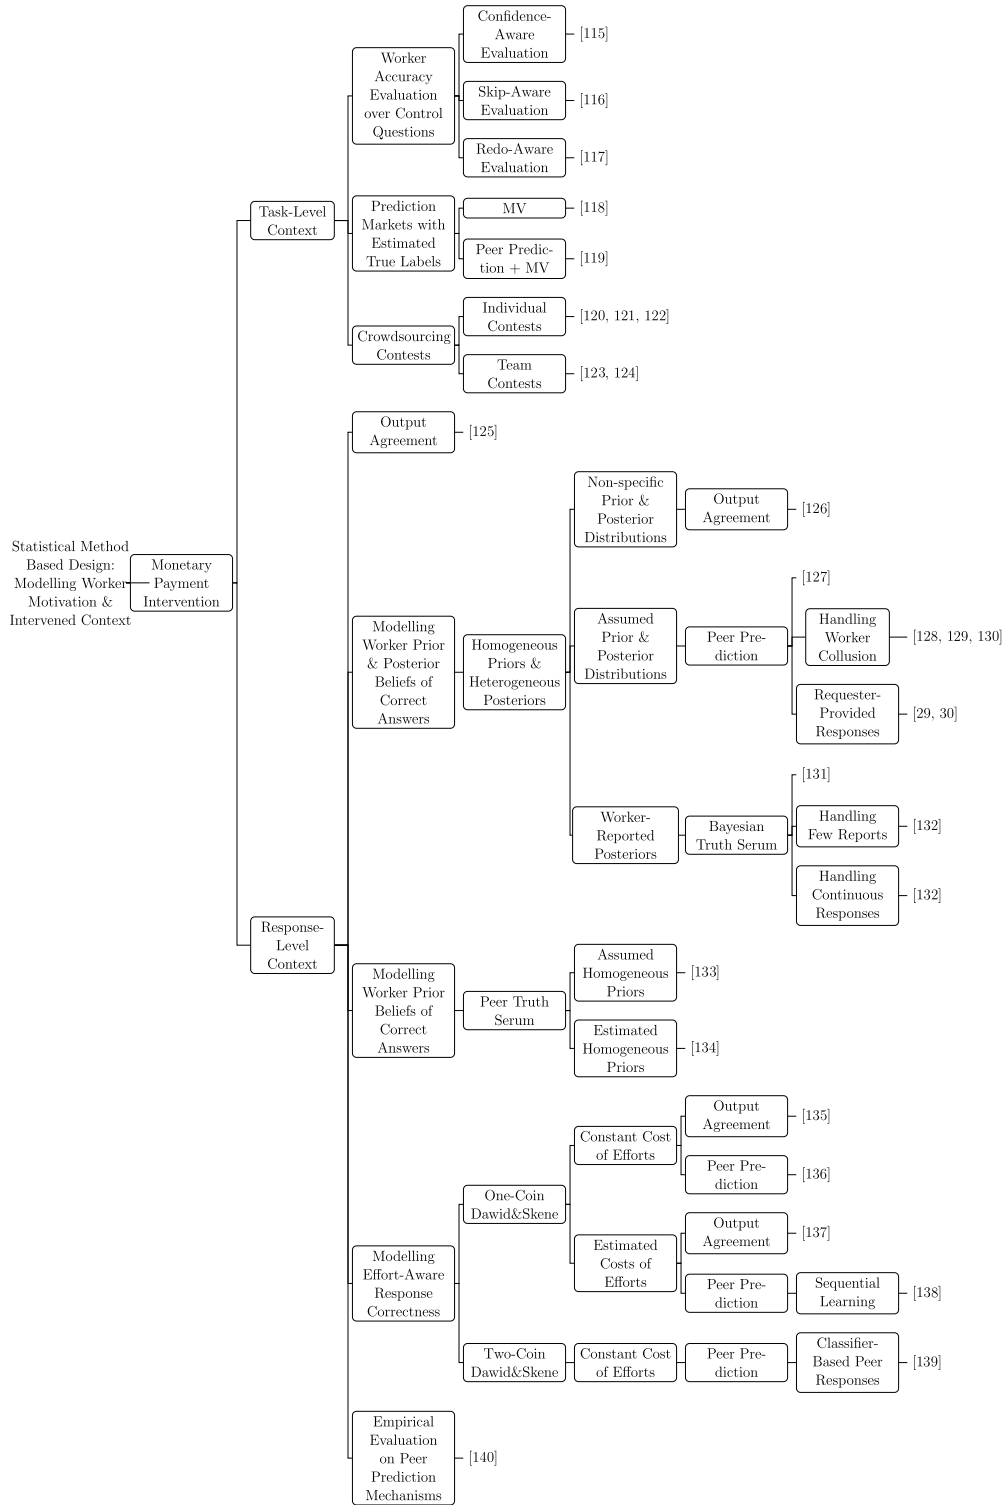 Statistical Method
Based Design:
Modelling Worker
Motivation &
Intervened Context
Monetary
Payment
Intervention
Task-Level
Context
Worker
Accuracy
Evaluation
over Control
Questions
Confidence-
Aware
Evaluation
[115]
Skip-Aware
Evaluation
[116]
Redo-Aware
Evaluation
[117]
Prediction
Markets with
Estimated
True Labels
MV
[118]
Peer Predic-
tion + MV
[119]
Crowdsourcing
Contests
Individual
Contests
[120, 121, 122]
Team
Contests
[123, 124]
Response-
Level
Context
Output
Agreement
[125]
Modelling
Worker Prior
& Posterior
Beliefs of
Correct
Answers
Homogeneous
Priors &
Heterogeneous
Posteriors
Non-specific
Prior &
Posterior
Distributions
Output
Agreement
[126]
Assumed
Prior &
Posterior
Distributions
Peer Pre-
diction
[127]
Handling
Worker
Collusion
[128, 129, 130]
Requester-
Provided
Responses
[29, 30]
Worker-
Reported
Posteriors
Bayesian
Truth Serum
[131]
Handling
Few Reports
[132]
Handling
Continuous
Responses
[132]
Modelling
Worker Prior
Beliefs of
Correct
Answers
Peer Truth
Serum
Assumed
Homogeneous
Priors
[133]
Estimated
Homogeneous
Priors
[134]
Modelling
Effort-Aware
Response
Correctness
One-Coin
Dawid&Skene
Constant Cost
of Efforts
Output
Agreement
[135]
Peer Pre-
diction
[136]
Estimated
Costs of
Efforts
Output
Agreement
[137]
Peer Pre-
diction
Sequential
Learning
[138]
Two-Coin
Dawid&Skene
Constant Cost
of Efforts
Peer Pre-
diction
Classifier-
Based Peer
Responses
[139]
Empirical
Evaluation
on Peer
Prediction
Mechanisms
[140]